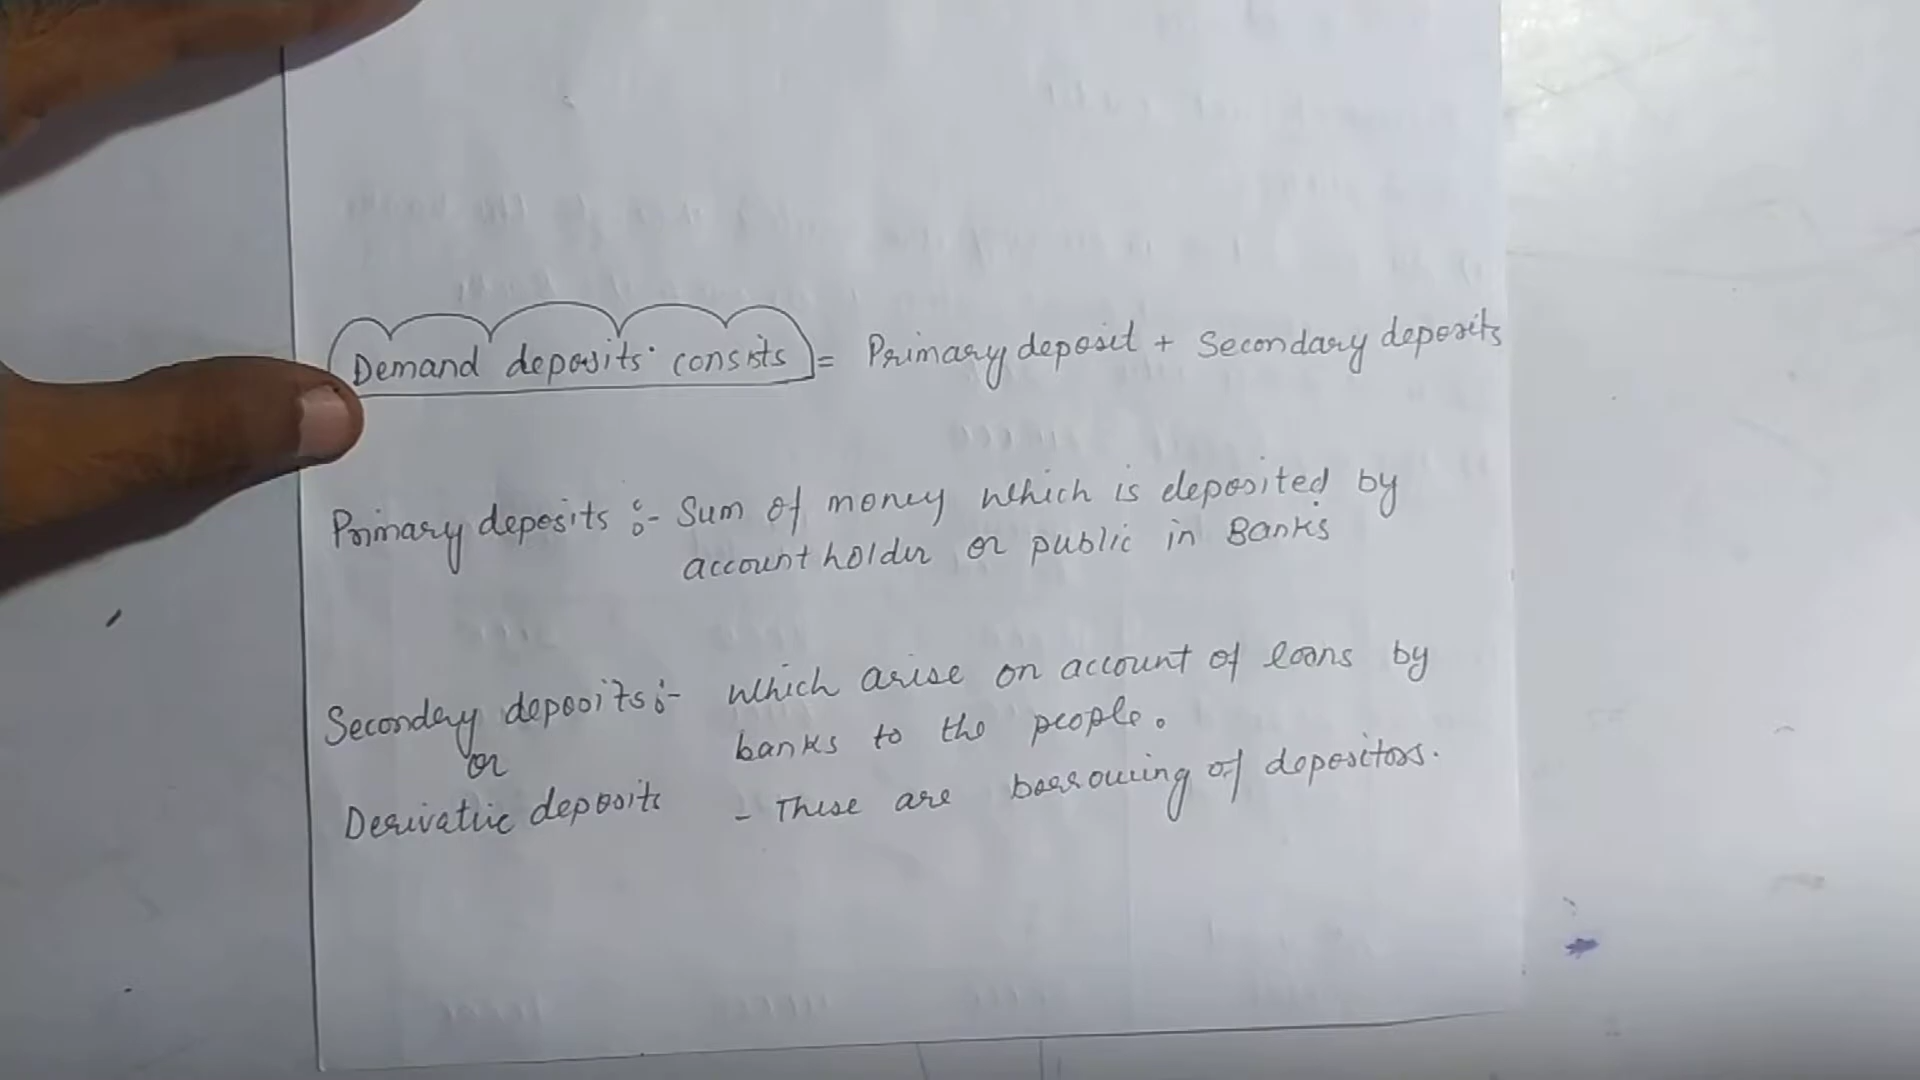 Demand deposits consists = Primary deposit + Secondary deposits
Primary deposits :- Sum of money which is deposited by
account holder or public in Banks
Secondary deposits :- which arise on account of loans by
or
banks to the people.
Derivative deposits
- These are borrowing of depositors.